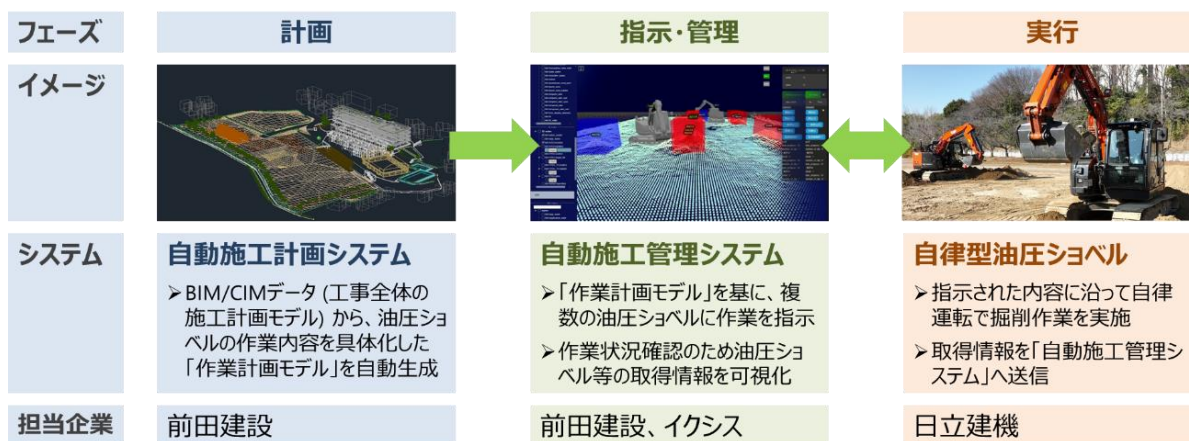 フェーズ
計画
指示・管理
実行
イメージ
システム
自動施工計画システム
➢BIM/CIMデータ (工事全体の
施工計画モデル) から、油圧ショ
ベルの作業内容を具体化した
「作業計画モデル」を自動生成
自動施工管理システム
➢「作業計画モデル」を基に、複
数の油圧ショベルに作業を指示
➢作業状況確認のため油圧ショ
ベル等の取得情報を可視化
自律型油圧ショベル
➢指示された内容に沿って自律
運転で掘削作業を実施
➢取得情報を「自動施工管理シ
ステム」へ送信
担当企業
前田建設
前田建設、イクシス
日立建機